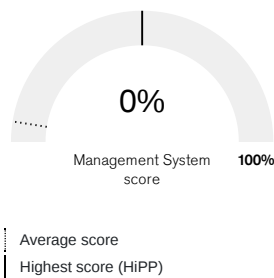 0%
Management System
score
100%
Average score
Highest score (HiPP)